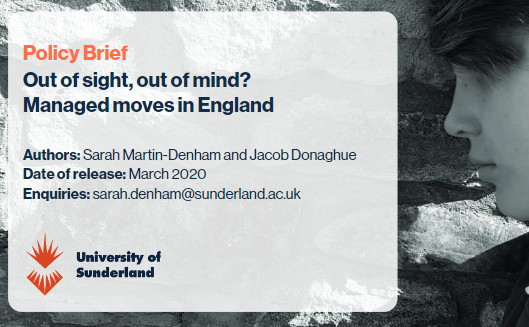 Policy Brief
Out of sight, out of mind?
Managed moves in England
Authors: Sarah Martin-Denham and Jacob Donaghue
Date of release: March 2020
Enquiries: sarah.denham@sunderland.ac.uk
University of
Sunderland